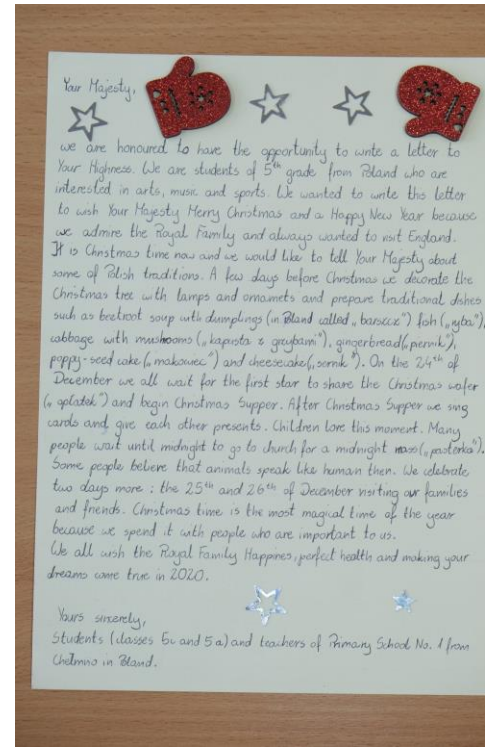 Your Majesty,
we are honoured to have the opportunity to write a letter to
Your Highness. We are students of 5th grade from Poland who are
interested in arts, music and sports. We wanted to write this letter
to wish Your Majesty Merry Christmas and a Happy New Year because
we admire the Royal Family and always wanted to visit England.
It is Christmas time now and we would like to tell Your Majesty about
some of Polish traditions. A few days before Christmas we decorate the
Christmas tree with lamps and ornamets and prepare traditional dishes
such as beetroot soup with dumplings (in Poland called „barszcz") fish („ryba"),
cabbage with mushrooms („kapusta z grzybami"), gingerbread („piernik"),
poppy-seed cake („makowiec") and cheesecake („sernik"). On the 24th of
December we all wait for the first star to share the Christmas wafer
(„opłatek") and begin Christmas Supper. After Christmas Supper we sing
carols and give each other presents. Children love this moment. Many
people wait until midnight to go to church for a midnight mass („pasterka").
Some people believe that animals speak like human then. We celebrate
two days more: the 25th and 26th of December visiting our families
and friends. Christmas time is the most magical time of the year
because we spend it with people who are important to us.
We all wish the Royal Family Happines, perfect health and making your
dreams come true in 2020.
Yours sincerely,
Students (classes 5c and 5a) and teachers of Primary School No. 1 from
Chełmno in Poland.